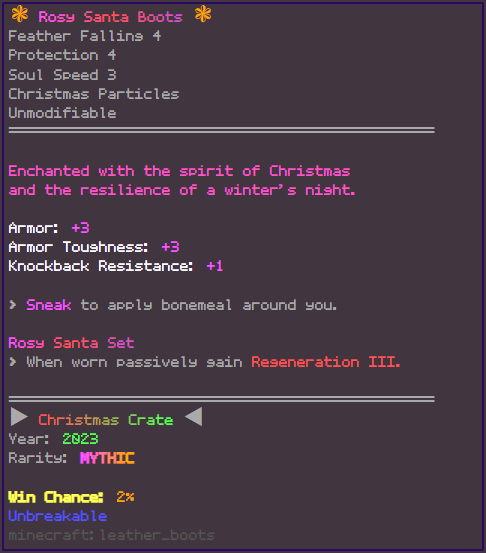 ❃ Rosy Santa Boots ❃
Feather Falling 4
Protection 4
Soul Speed 3
Christmas Particles
Unmodifiable
Enchanted with the spirit of Christmas
and the resilience of a winter's night.
Armor: +3
Armor Toughness: +3
Knockback Resistance: +1
> Sneak to apply bonemeal around you.
Rosy Santa Set
> When worn passively gain Regeneration III.
▶ Christmas Crate ◀
Year: 2023
Rarity: MYTHIC
Win Chance: 2%
Unbreakable
minecraft:leather_boots